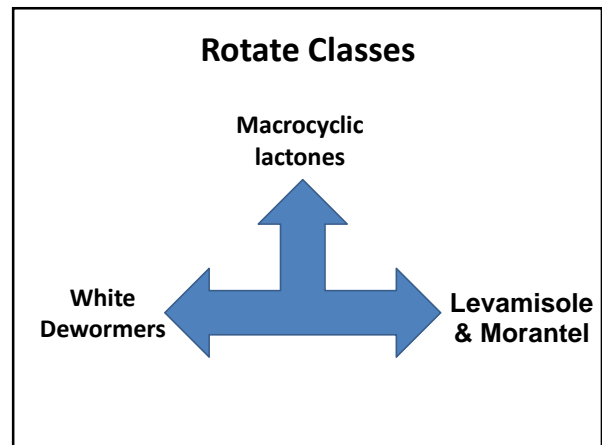 Rotate Classes
Macrocyclic
lactones
White
Dewormers
Levamisole
& Morantel